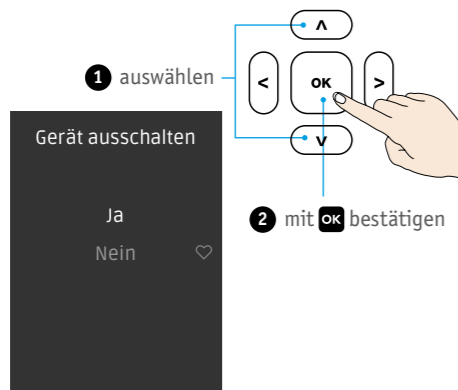 1 auswählen
OK
Gerät ausschalten
Ja
Nein
2 mit OK bestätigen